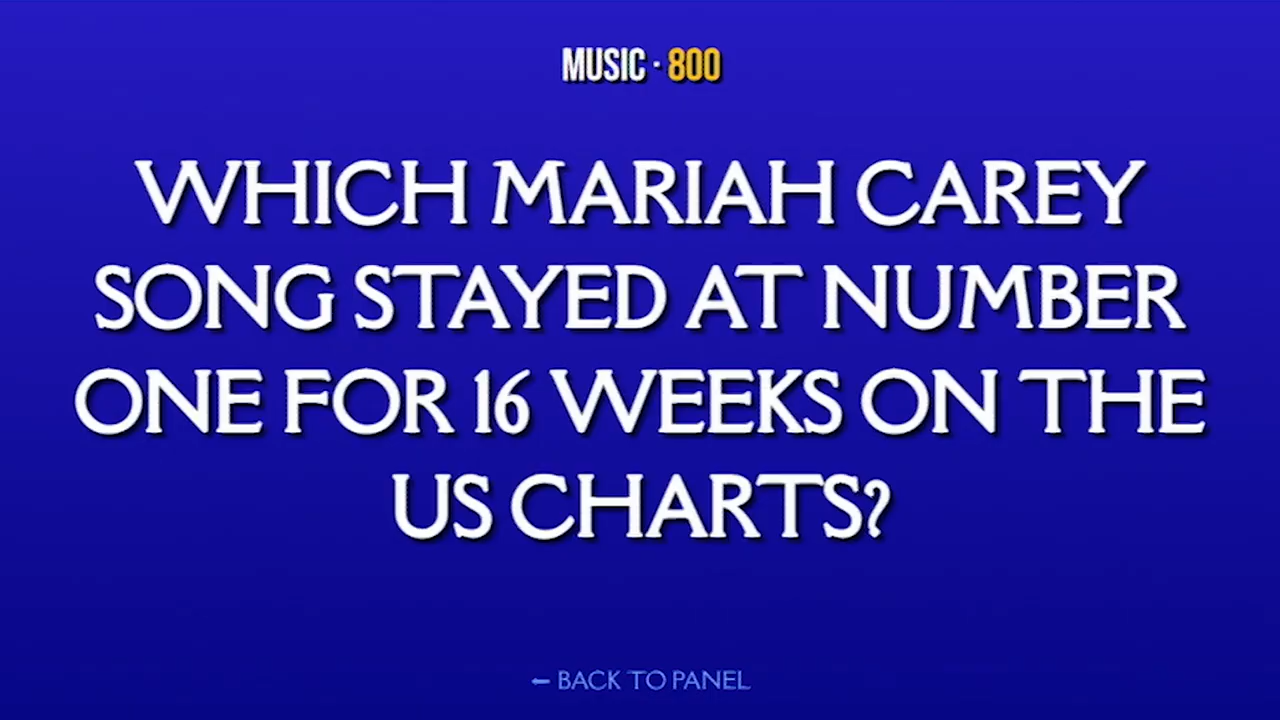 MUSIC · 800
WHICH MARIAH CAREY
SONG STAYED AT NUMBER
ONE FOR 16 WEEKS ON THE
US CHARTS?
← BACK TO PANEL